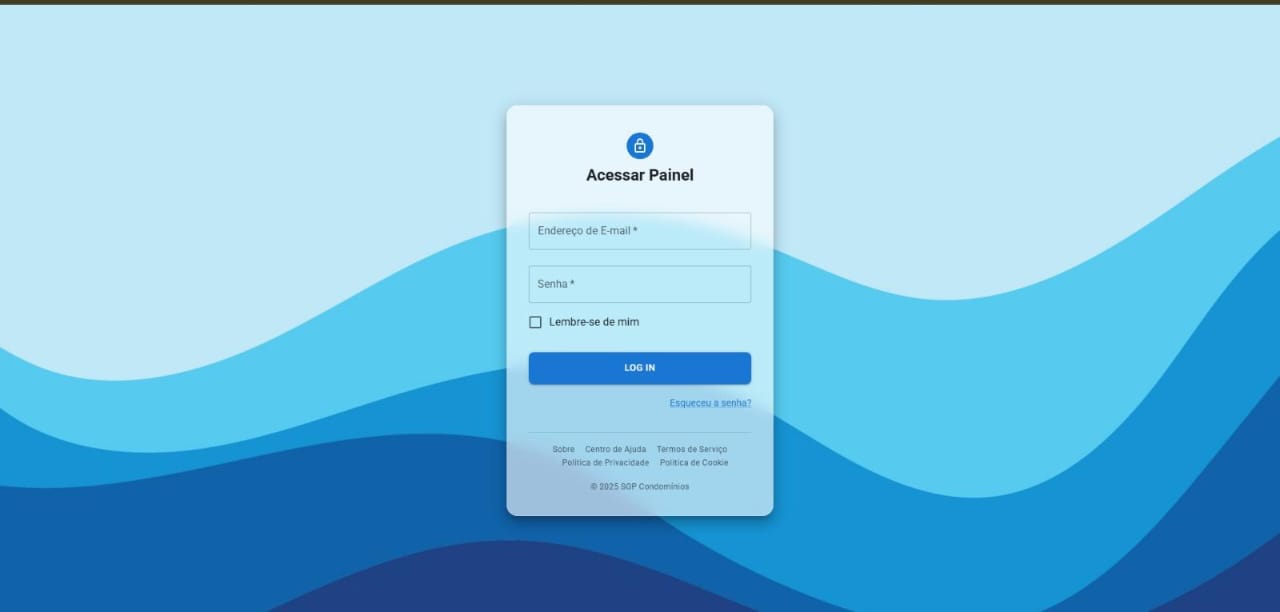 Acessar Painel
Endereço de E-mail *
Senha *
Lembre-se de mim
LOG IN
Esqueceu a senha?
Sobre Centro de Ajuda Termos de Serviço
Política de Privacidade Política de Cookie
© 2025 SGP Condomínios